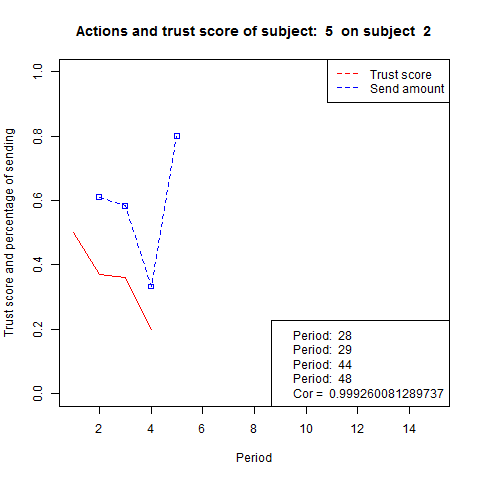 Actions and trust score of subject:  5  on subject  2
Trust score
Send amount
Trust score and percentage of sending
1.0
0.8
0.6
0.4
0.2
0.0
Period:  28
Period:  29
Period:  44
Period:  48
Cor =  0.999260081289737
2 4 6 8 10 12 14
Period